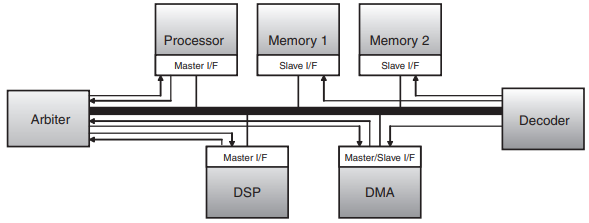 Processor
Master I/F
Memory 1
Slave I/F
Memory 2
Slave I/F
Arbiter
Decoder
Master I/F
DSP
Master/Slave I/F
DMA